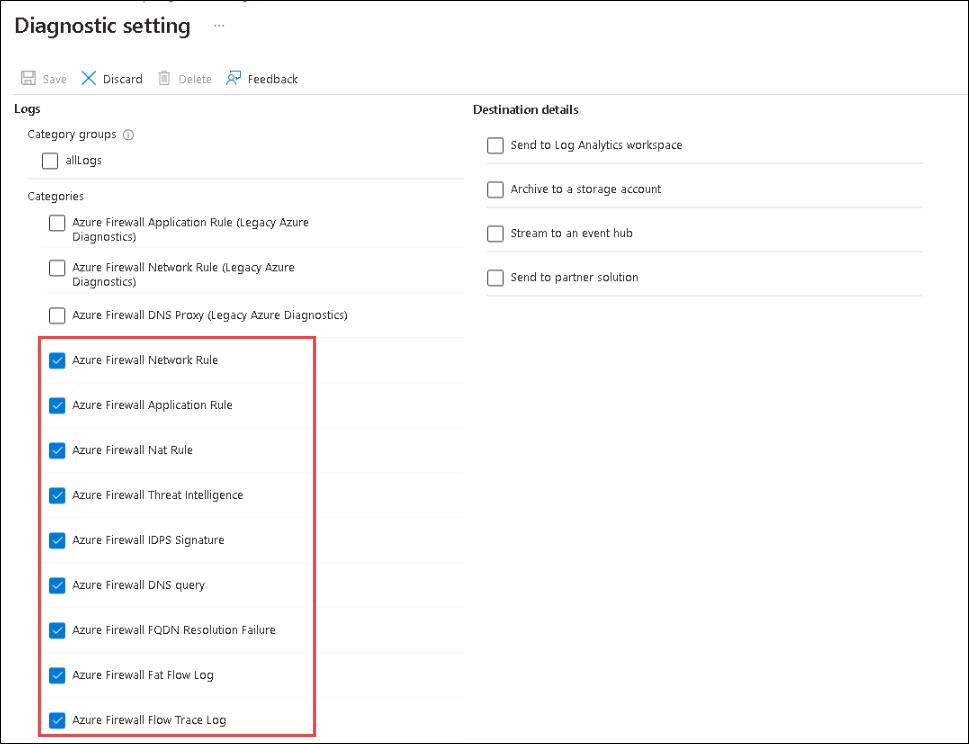 Diagnostic setting ...
Save Discard Delete Feedback
Logs
Category groups
allLogs
Categories
Azure Firewall Application Rule (Legacy Azure
Diagnostics)
Azure Firewall Network Rule (Legacy Azure
Diagnostics)
Azure Firewall DNS Proxy (Legacy Azure Diagnostics)
Azure Firewall Network Rule
Azure Firewall Application Rule
Azure Firewall Nat Rule
Azure Firewall Threat Intelligence
Azure Firewall IDPS Signature
Azure Firewall DNS query
Azure Firewall FQDN Resolution Failure
Azure Firewall Fat Flow Log
Azure Firewall Flow Trace Log
Destination details
Send to Log Analytics workspace
Archive to a storage account
Stream to an event hub
Send to partner solution